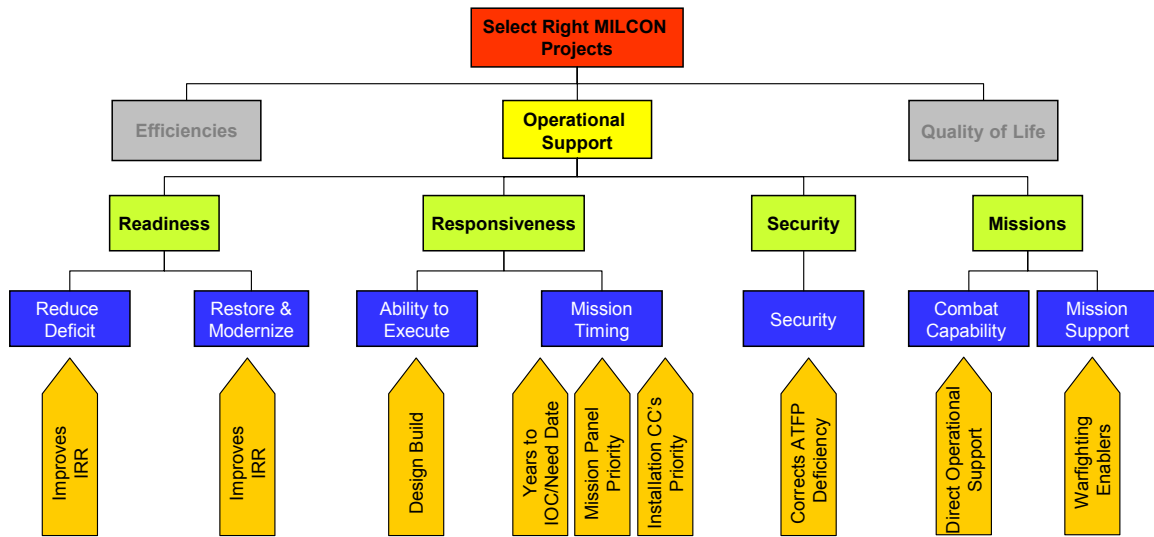 Select Right MILCON
Projects
Efficiencies
Operational
Support
Quality of Life
Readiness
Responsiveness
Security
Missions
Reduce
Deficit
Restore &
Modernize
Ability to
Execute
Mission
Timing
Security
Combat
Capability
Mission
Support
Improves
IRR
Improves
IRR
Design Build
Years to
IOC/Need Date
Mission Panel
Priority
Installation CC's
Priority
Corrects ATFP
Deficiency
Direct Operational
Support
Warfighting
Enablers